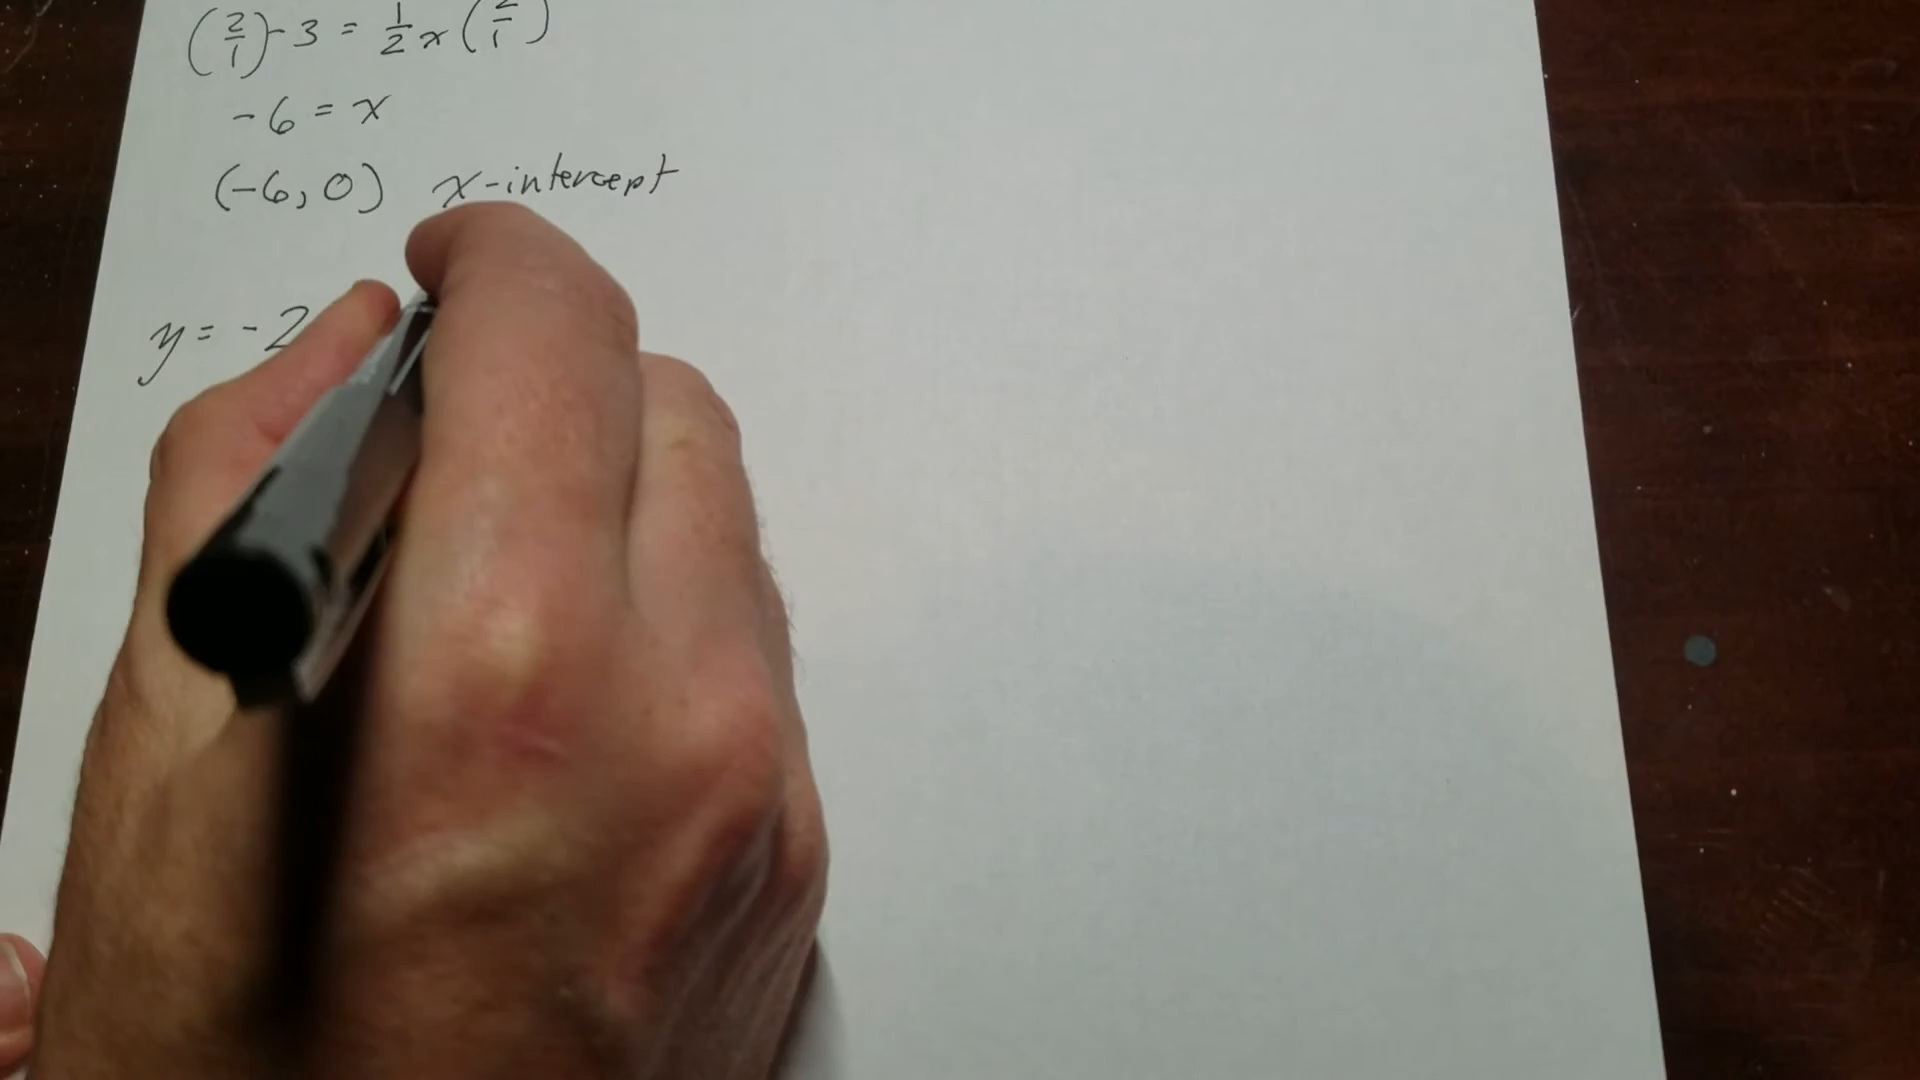 (2/1) -3 = 1/2 x (2/1)
-6 = x
(-6, 0) x-intercept
y = -2